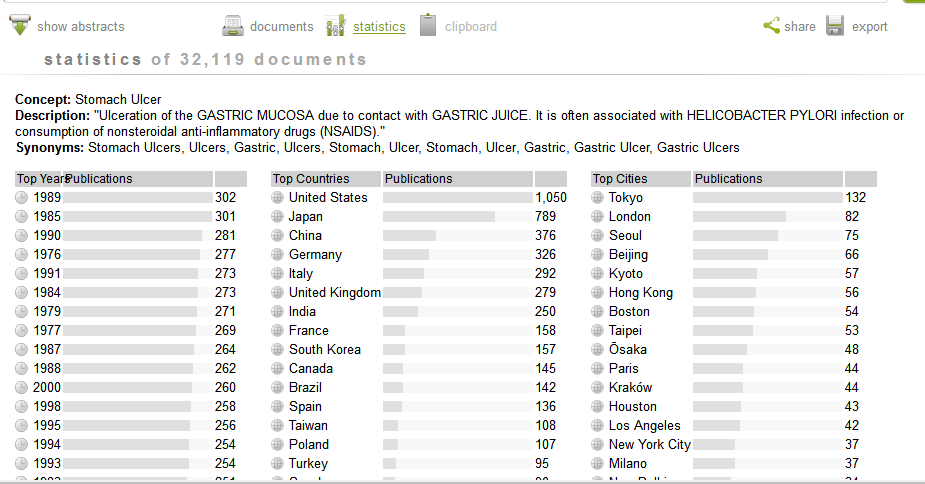 show abstracts documents statistics clipboard share export
statistics of 32,119 documents
Concept: Stomach Ulcer
Description: "Ulceration of the GASTRIC MUCOSA due to contact with GASTRIC JUICE. It is often associated with HELICOBACTER PYLORI infection or
consumption of nonsteroidal anti-inflammatory drugs (NSAIDS)."
Synonyms: Stomach Ulcers, Ulcers, Gastric, Ulcers, Stomach, Ulcer, Stomach, Ulcer, Gastric, Gastric Ulcer, Gastric Ulcers
Top Years Publications Top Countries Publications Top Cities Publications
1989 302 United States 1,050 Tokyo 132
1985 301 Japan 789 London 82
1990 281 China 376 Seoul 75
1976 277 Germany 326 Beijing 66
1991 273 Italy 292 Kyoto 57
1984 273 United Kingdom 279 Hong Kong 56
1979 271 India 250 Boston 54
1977 269 France 158 Taipei 53
1987 264 South Korea 157 Ōsaka 48
1988 262 Canada 145 Paris 44
2000 260 Brazil 142 Kraków 44
1998 258 Spain 136 Houston 43
1995 256 Taiwan 108 Los Angeles 42
1994 254 Poland 107 New York City 37
1993 254 Turkey 95 Milano 37